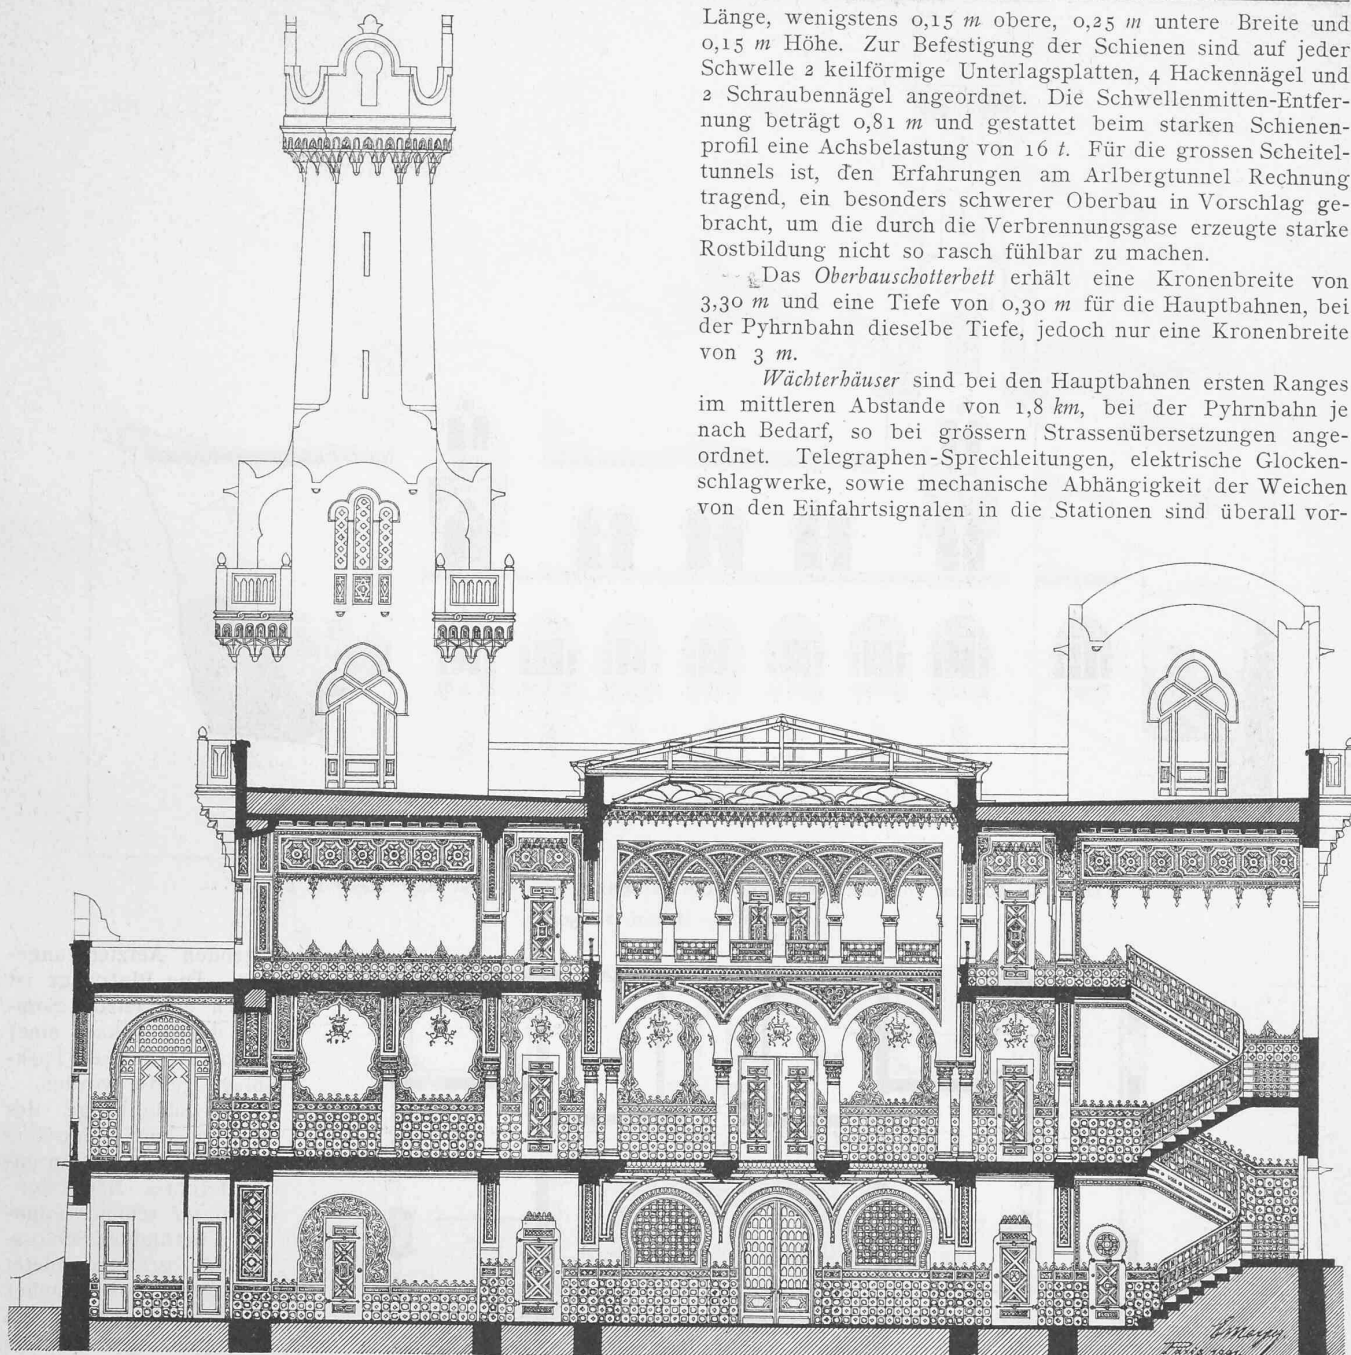 Länge, wenigstens 0,15 m obere, 0,25 m untere Breite und
0,15 m Höhe. Zur Befestigung der Schienen sind auf jeder
Schwelle 2 keilförmige Unterlagsplatten, 4 Hackennägel und
2 Schraubennägel angeordnet. Die Schwellenmitten-Entfer-
nung beträgt 0,81 m und gestattet beim starken Schienen-
profil eine Achsbelastung von 16 t. Für die grossen Scheitel-
tunnels ist, den Erfahrungen am Arlbergtunnel Rechnung
tragend, ein besonders schwerer Oberbau in Vorschlag ge-
bracht, um die durch die Verbrennungsgase erzeugte starke
Rostbildung nicht so rasch fühlbar zu machen.
Das Oberbauschotterbett erhält eine Kronenbreite von
3,30 m und eine Tiefe von 0,30 m für die Hauptbahnen, bei
der Pyhrnbahn dieselbe Tiefe, jedoch nur eine Kronenbreite
von 3 m.
Wächterhäuser sind bei den Hauptbahnen ersten Ranges
im mittleren Abstande von 1,8 km, bei der Pyhrnbahn je
nach Bedarf, so bei grössern Strassenübersetzungen ange-
ordnet. Telegraphen-Sprechleitungen, elektrische Glocken-
schlagwerke, sowie mechanische Abhängigkeit der Weichen
von den Einfahrtsignalen in die Stationen sind überall vor-
Paris